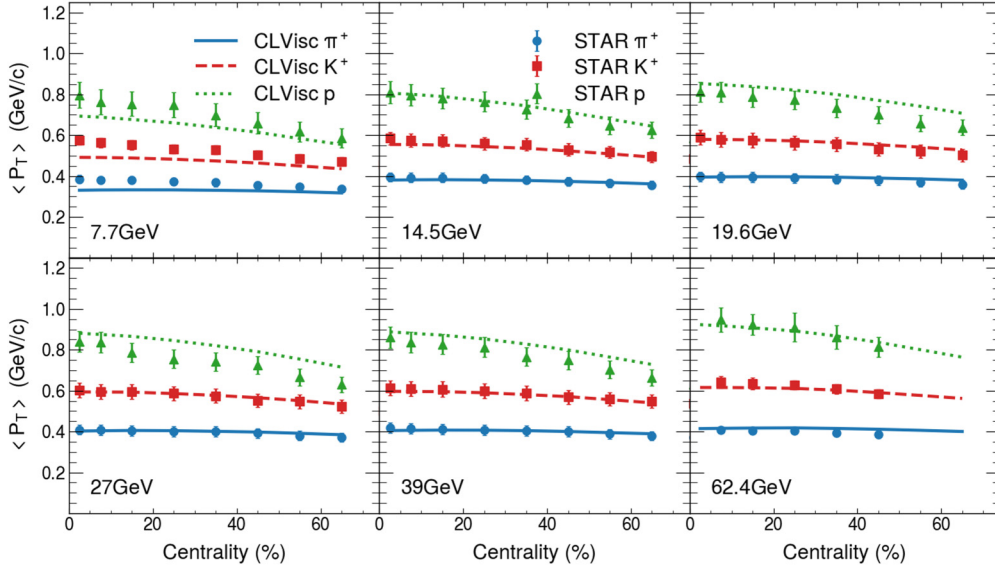 1.2
1.0
0.8
0.6
0.4
0.2
< P_T > (GeV/c)
CLVisc π⁺
CLVisc K⁺
CLVisc p
7.7GeV
STAR π⁺
STAR K⁺
STAR p
14.5GeV
19.6GeV
1.2
1.0
0.8
0.6
0.4
0.2
< P_T > (GeV/c)
27GeV
39GeV
62.4GeV
0 20 40 60 0 20 40 60 0 20 40 60
Centrality (%) Centrality (%) Centrality (%)